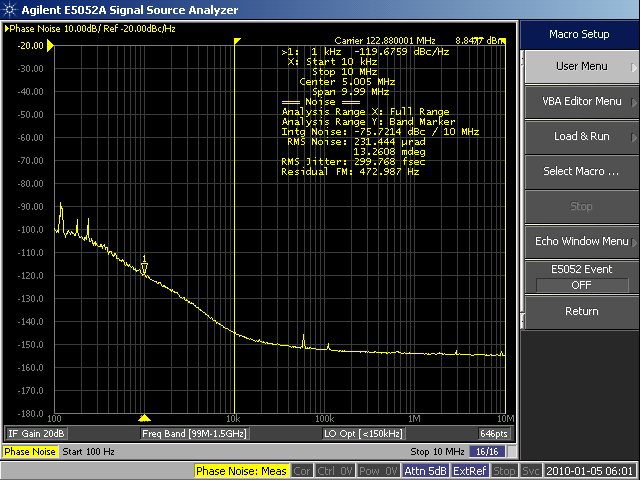 Agilent E5052A Signal Source Analyzer
Phase Noise 10.00dB/ Ref -20.00dBc/Hz
Carrier 122.880001 MHz 8.8477 dBm
>1: 1 kHz -119.6759 dBc/Hz
X: Start 10 kHz
Stop 10 MHz
Center 5.005 MHz
Span 9.99 MHz
=== Noise ===
Analysis Range X: Full Range
Analysis Range Y: Band Marker
Intg Noise: -75.7214 dBc / 10 MHz
RMS Noise: 231.444 µrad
13.2608 mdeg
RMS Jitter: 299.768 fsec
Residual FM: 472.987 Hz
-20.00
-30.00
-40.00
-50.00
-60.00
-70.00
-80.00
-90.00
-100.0
-110.0
-120.0
-130.0
-140.0
-150.0
-160.0
-170.0
-180.0
1
100 1k 10k 100k 1M 10M
IF Gain 20dB Freq Band [99M-1.5GHz] LO Opt [<150kHz] 646pts
Phase Noise Start 100 Hz Stop 10 MHz 16/16
Phase Noise: Meas Cor Ctrl 0V Pow 0V Attn 5dB ExtRef Stop Svc 2010-01-05 06:01
Macro Setup
User Menu
VBA Editor Menu
Load & Run
Select Macro ...
Stop
Echo Window Menu
E5052 Event
OFF
Return